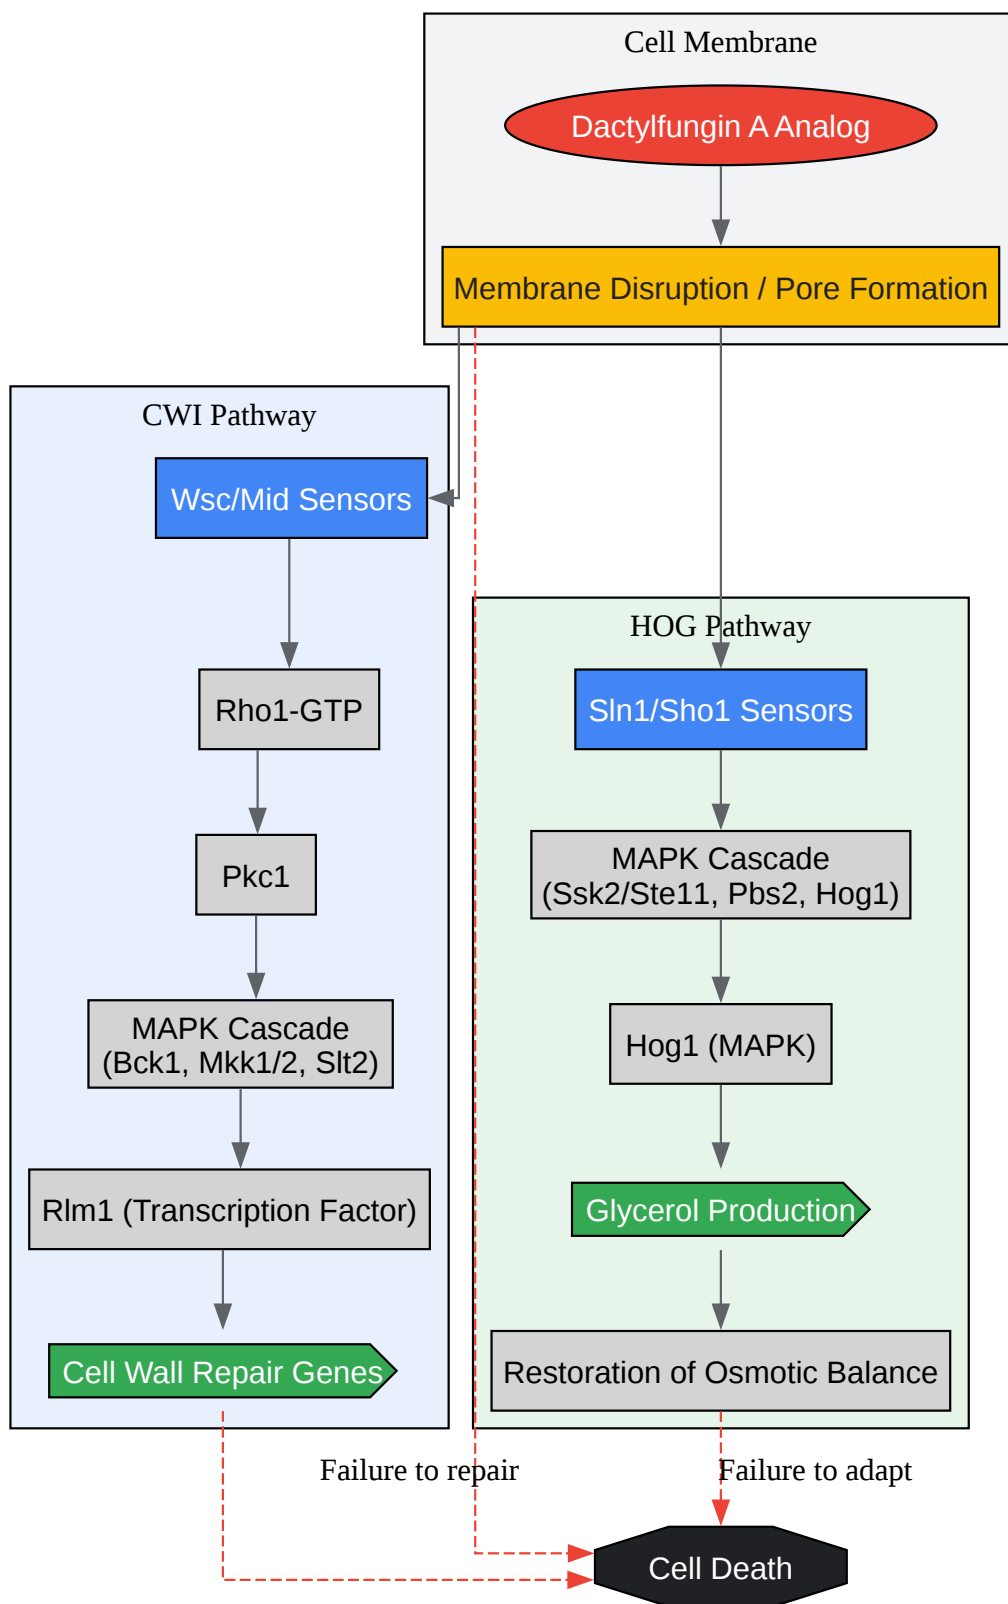 Cell Membrane
Dactylfungin A Analog
Membrane Disruption / Pore Formation
CWI Pathway
Wsc/Mid Sensors
Rho1-GTP
Pkc1
MAPK Cascade
(Bck1, Mkk1/2, Slt2)
Rlm1 (Transcription Factor)
Cell Wall Repair Genes
HOG Pathway
Sln1/Sho1 Sensors
MAPK Cascade
(Ssk2/Ste11, Pbs2, Hog1)
Hog1 (MAPK)
Glycerol Production
Restoration of Osmotic Balance
Failure to repair
Failure to adapt
Cell Death